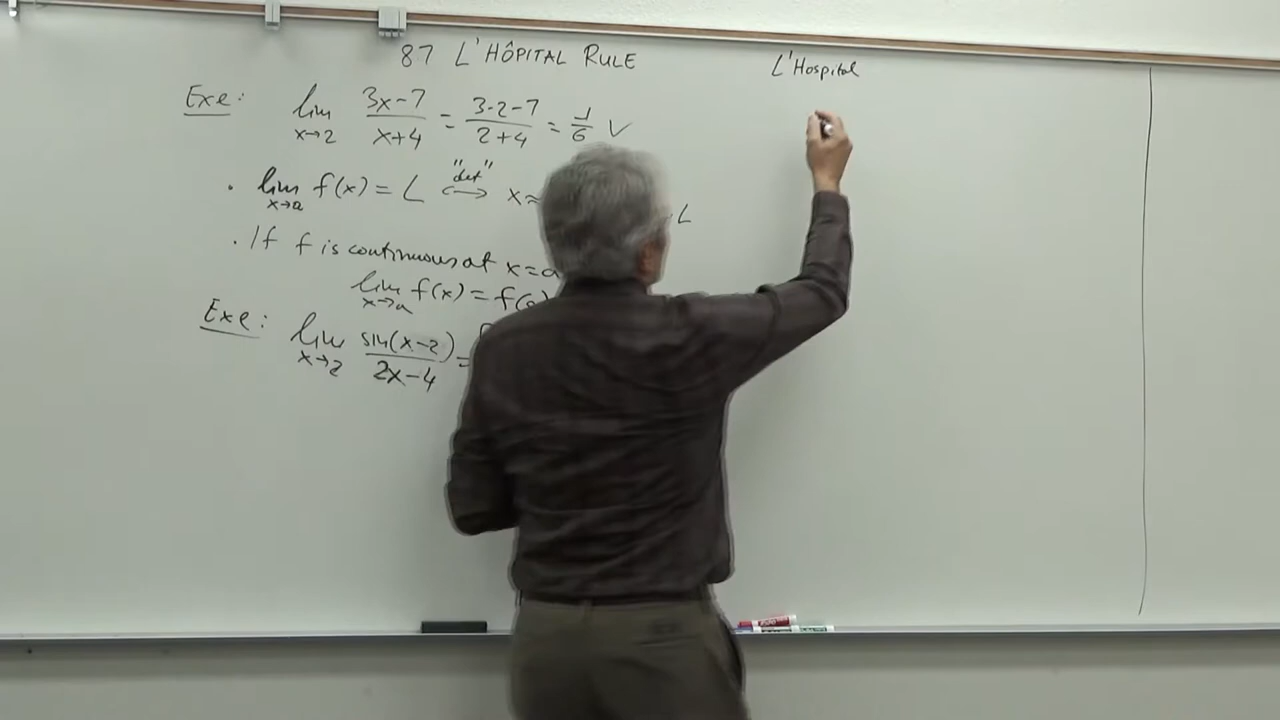 87 L'HÔPITAL RULE
L'Hospital
Exe: lim x→2 3x-7 / x+4 = 3·2-7 / 2+4 = 1/6 √
· lim x→a f(x) = L "def" ⟷ x≈ L
· If f is continuous at x=a
lim x→a f(x) = f(a)
Exe: lim x→2 sin(x-2) / 2x-4 =